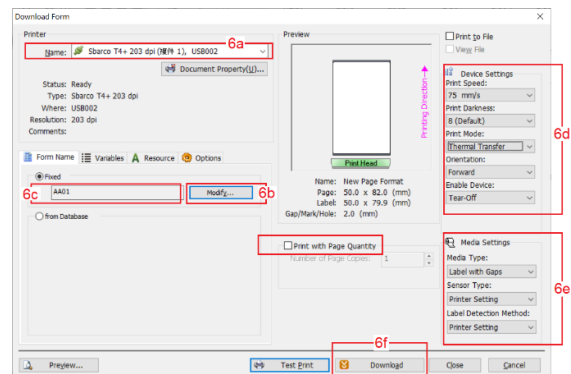 Download Form
Printer
6a
Name: Sbarco T4+ 203 dpi (複件 1), USB002
Document Property(U)...
Status: Ready
Type: Sbarco T4+ 203 dpi
Where: USB002
Resolution: 203 dpi
Comments:
Form Name Variables Resource Options
Fixed
6c AA01 Modify... 6b
from Database
Preview
Printing Direction
Print Head
Name: New Page Format
Page: 50.0 x 82.0 (mm)
Label: 50.0 x 79.9 (mm)
Gap/Mark/Hole: 2.0 (mm)
Print with Page Quantity
Number of Page Copies: 1
Print to File
View File
Device Settings
Print Speed:
75 mm/s
Print Darkness:
8 (Default)
6d
Print Mode:
Thermal Transfer
Orientation:
Forward
Enable Device:
Tear-Off
Media Settings
Media Type:
Label with Gaps
Sensor Type:
6e
Printer Setting
Label Detection Method:
Printer Setting
6f
Preview... Test Print Download Close Cancel